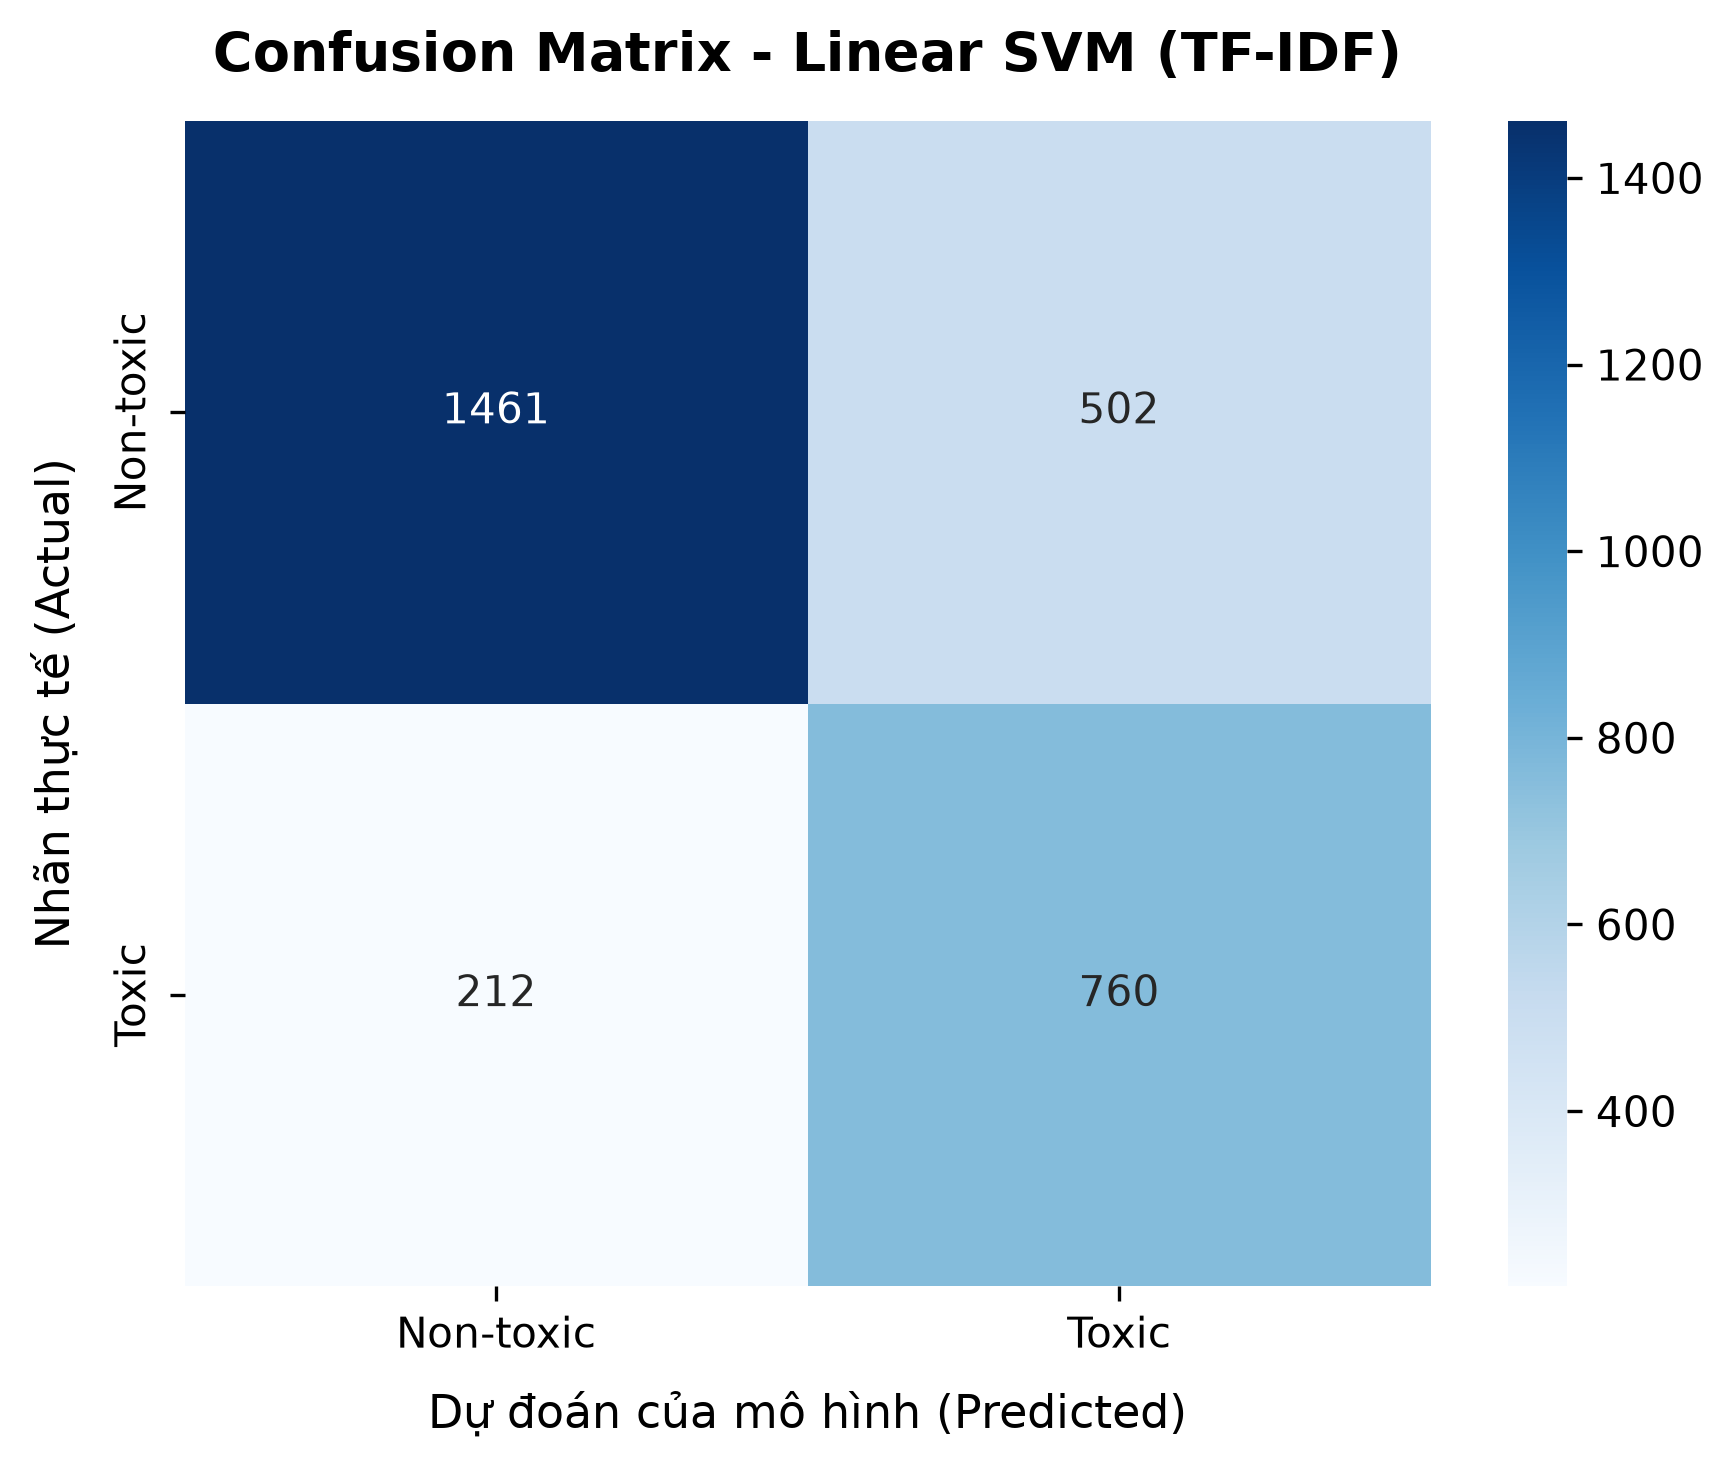 Confusion Matrix - Linear SVM (TF-IDF)
Nhãn thực tế (Actual)
Non-toxic
1461
502
Toxic
212
760
Non-toxic
Toxic
Dự đoán của mô hình (Predicted)
1400
1200
1000
800
600
400